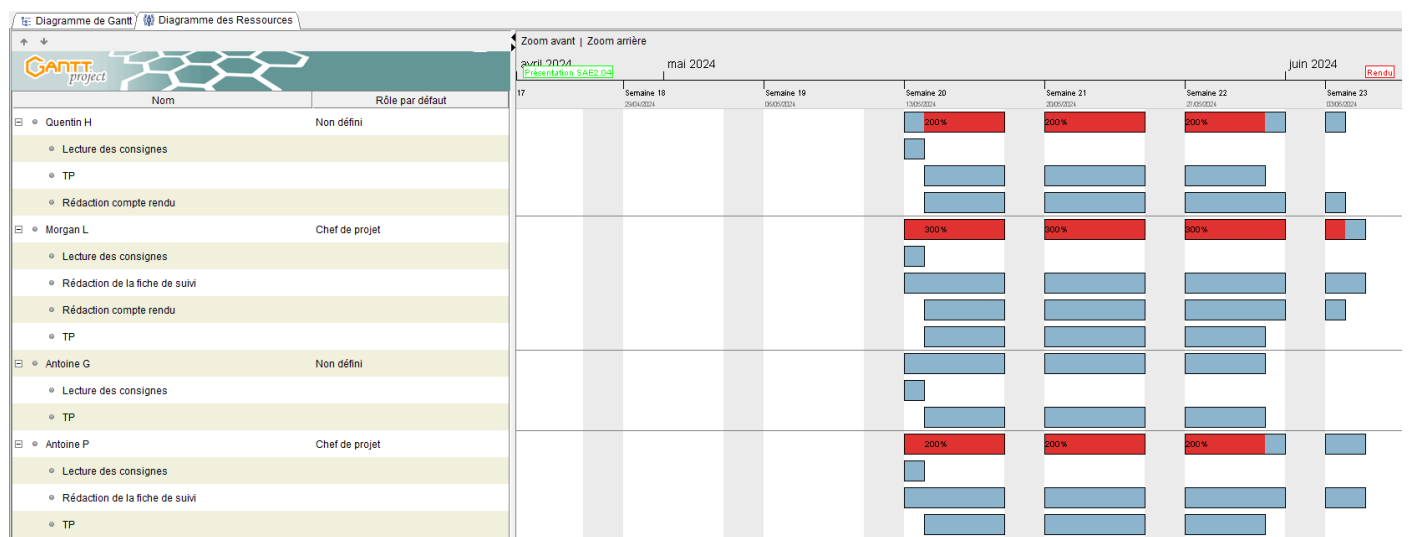 Diagramme de Gantt Diagramme des Ressources
Zoom avant | Zoom arrière
GANTT project
avril 2024 mai 2024 juin 2024
Présentation SAE2.04 Rendu
Nom Rôle par défaut
17 Semaine 18 Semaine 19 Semaine 20 Semaine 21 Semaine 22 Semaine 23
29/04/2024 06/05/2024 13/05/2024 20/05/2024 27/05/2024 03/06/2024
Quentin H Non défini 200% 200% 200%
Lecture des consignes
TP
Rédaction compte rendu
Morgan L Chef de projet 300% 300% 300%
Lecture des consignes
Rédaction de la fiche de suivi
Rédaction compte rendu
TP
Antoine G Non défini
Lecture des consignes
TP
Antoine P Chef de projet 200% 200% 200%
Lecture des consignes
Rédaction de la fiche de suivi
TP